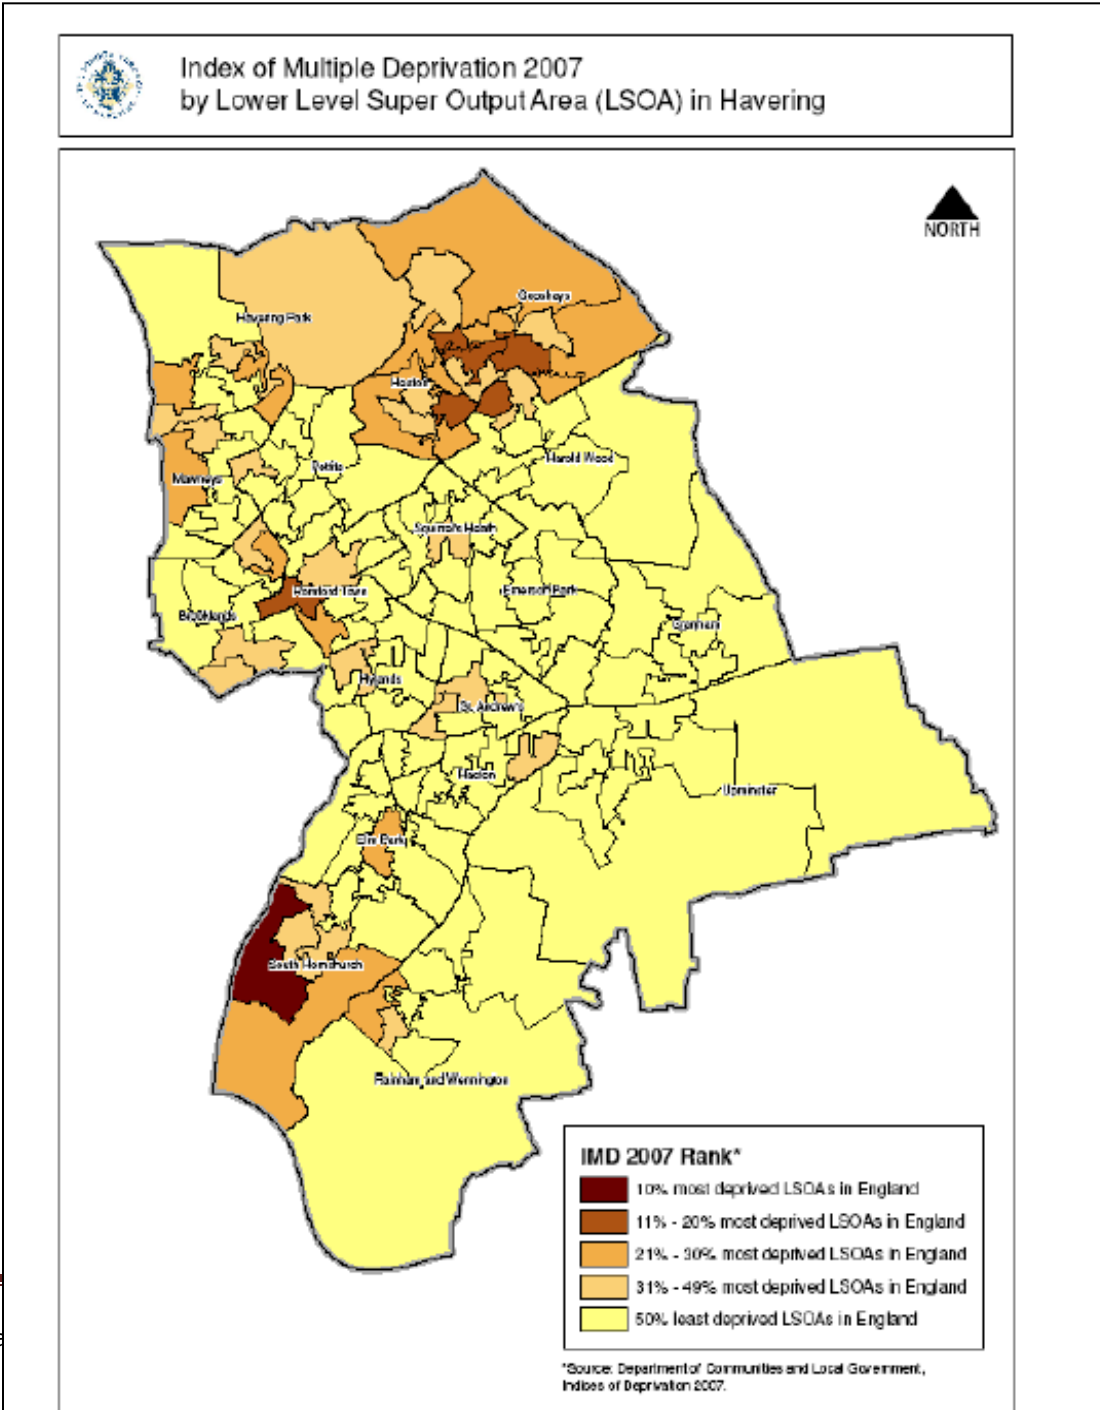 Index of Multiple Deprivation 2007
by Lower Level Super Output Area (LSOA) in Havering
NORTH
Gooshays
Havering Park
Heaton
Harold Wood
Pettits
Mawneys
Squirrel's Heath
Emerson Park
Romford Town
Brooklands
Cranham
Hylands
St. Andrew's
Hacton
Upminster
Elm Park
South Hornchurch
Rainham and Wennington
IMD 2007 Rank*
10% most deprived LSOAs in England
11% - 20% most deprived LSOAs in England
21% - 30% most deprived LSOAs in England
31% - 49% most deprived LSOAs in England
50% least deprived LSOAs in England
*Source: Department of Communities and Local Government,
Indices of Deprivation 2007.